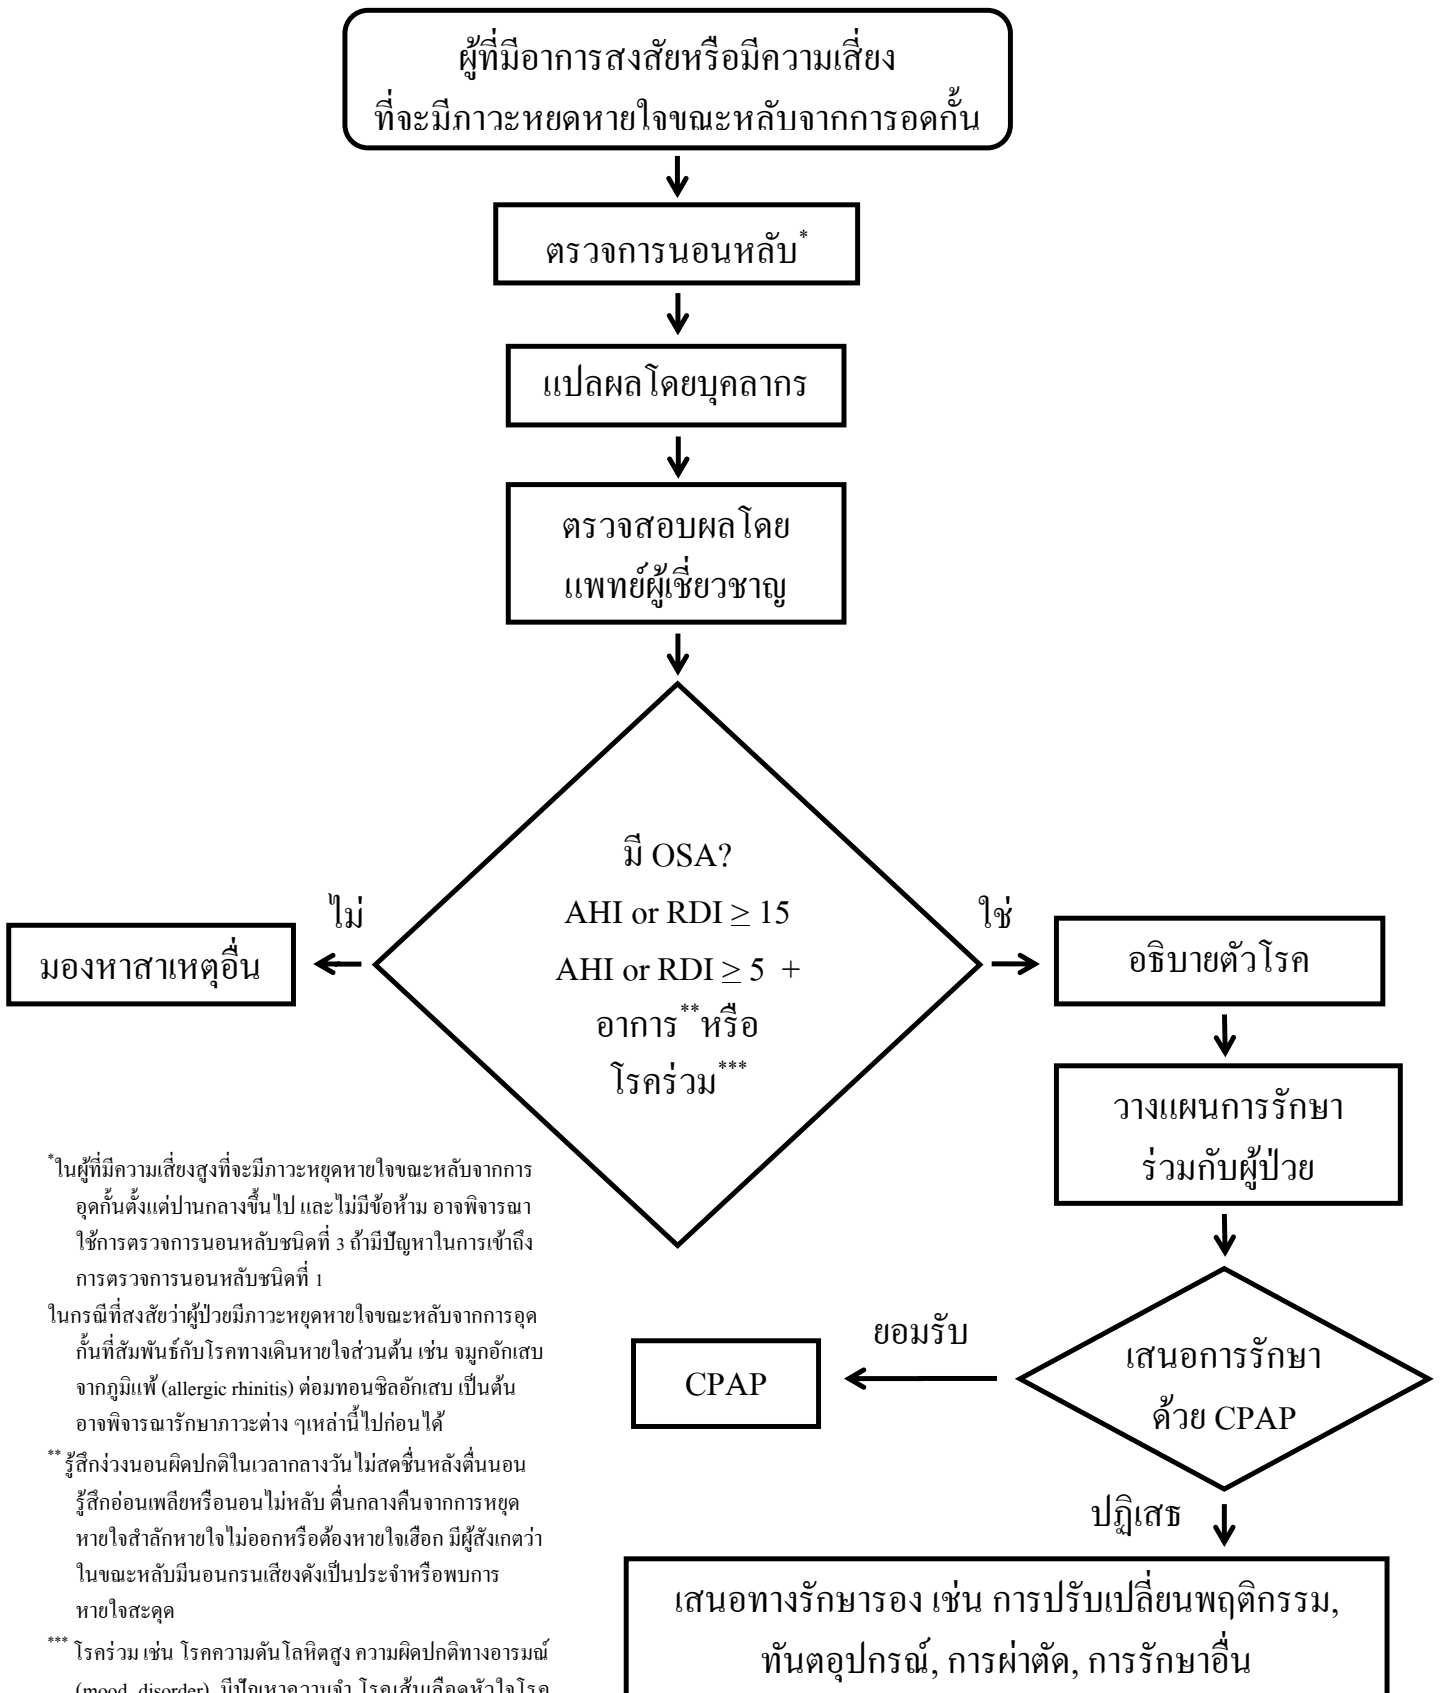 ผู้ที่มีอาการสงสัยหรือมีความเสี่ยง
ที่จะมีภาวะหยุดหายใจขณะหลับจากการอุดกั้น
ตรวจการนอนหลับ*
แปลผลโดยบุคลากร
ตรวจสอบผลโดย
แพทย์ผู้เชี่ยวชาญ
มี OSA?
AHI or RDI ≥ 15
AHI or RDI ≥ 5 +
อาการ**หรือ
โรคร่วม***
ไม่
มองหาสาเหตุอื่น
ใช่
อธิบายตัวโรค
วางแผนการรักษา
ร่วมกับผู้ป่วย
เสนอการรักษา
ด้วย CPAP
ยอมรับ
CPAP
ปฏิเสธ
เสนอทางรักษารอง เช่น การปรับเปลี่ยนพฤติกรรม,
ทันตอุปกรณ์, การผ่าตัด, การรักษาอื่น
*ในผู้ที่มีความเสี่ยงสูงที่จะมีภาวะหยุดหายใจขณะหลับจากการ
อุดกั้นตั้งแต่ปานกลางขึ้นไป และไม่มีข้อห้าม อาจพิจารณา
ใช้การตรวจการนอนหลับชนิดที่ 3 ถ้ามีปัญหาในการเข้าถึง
การตรวจการนอนหลับชนิดที่ 1
ในกรณีที่สงสัยว่าผู้ป่วยมีภาวะหยุดหายใจขณะหลับจากการอุด
กั้นที่สัมพันธ์กับโรคทางเดินหายใจส่วนต้น เช่น จมูกอักเสบ
จากภูมิแพ้ (allergic rhinitis) ต่อมทอนซิลอักเสบ เป็นต้น
อาจพิจารณารักษาภาวะต่าง ๆเหล่านี้ไปก่อนได้
** รู้สึกง่วงนอนผิดปกติในเวลากลางวัน ไม่สดชื่นหลังตื่นนอน
รู้สึกอ่อนเพลียหรือนอนไม่หลับ ตื่นกลางคืนจากการหยุด
หายใจสำลักหายใจไม่ออกหรือต้องหายใจเฮือก มีผู้สังเกตว่า
ในขณะหลับมีนอนกรนเสียงดังเป็นประจำหรือพบการ
หายใจสะดุด
*** โรคร่วม เช่น โรคความดันโลหิตสูง ความผิดปกติทางอารมณ์
(mood disorder) มีปัญหาความจำ โรคเส้นเลือดหัวใจโรค